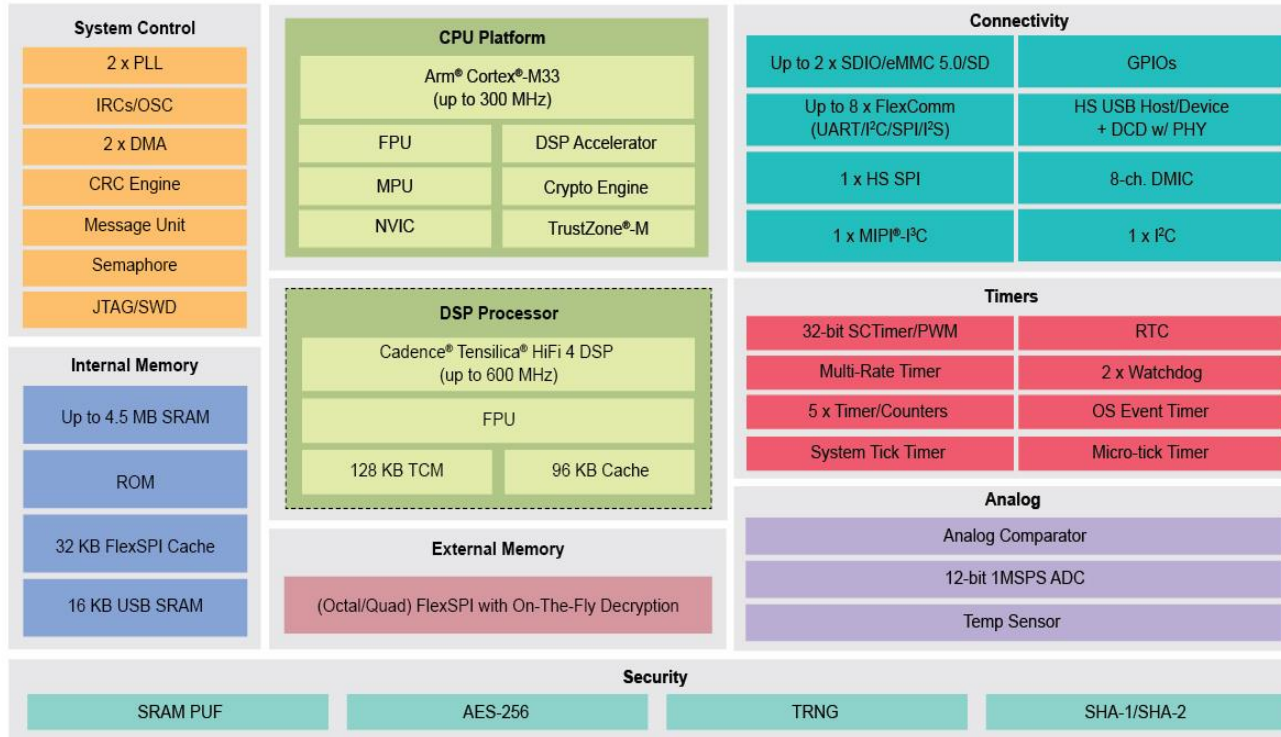 System Control
2 x PLL
IRCs/OSC
2 x DMA
CRC Engine
Message Unit
Semaphore
JTAG/SWD
Internal Memory
Up to 4.5 MB SRAM
ROM
32 KB FlexSPI Cache
16 KB USB SRAM
CPU Platform
Arm® Cortex®-M33
(up to 300 MHz)
FPU
DSP Accelerator
MPU
Crypto Engine
NVIC
TrustZone®-M
DSP Processor
Cadence® Tensilica® HiFi 4 DSP
(up to 600 MHz)
FPU
128 KB TCM
96 KB Cache
External Memory
(Octal/Quad) FlexSPI with On-The-Fly Decryption
Connectivity
Up to 2 x SDIO/eMMC 5.0/SD
GPIOs
Up to 8 x FlexComm
(UART/I²C/SPI/I²S)
HS USB Host/Device
+ DCD w/ PHY
1 x HS SPI
8-ch. DMIC
1 x MIPI®-I³C
1 x I²C
Timers
32-bit SCTimer/PWM
RTC
Multi-Rate Timer
2 x Watchdog
5 x Timer/Counters
OS Event Timer
System Tick Timer
Micro-tick Timer
Analog
Analog Comparator
12-bit 1MSPS ADC
Temp Sensor
Security
SRAM PUF
AES-256
TRNG
SHA-1/SHA-2